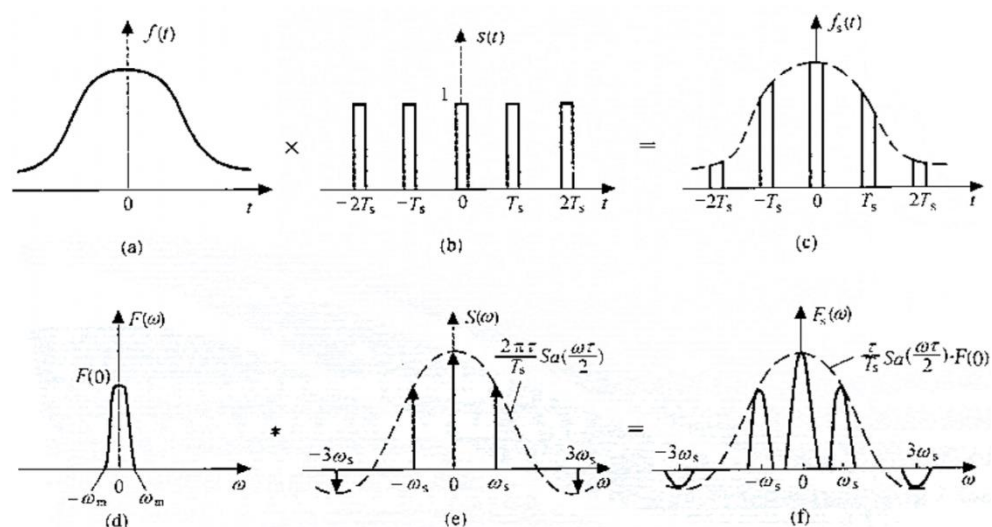 f(t)
0
t
(a)
×
s(t)
1
−2Tₛ −Tₛ 0 Tₛ 2Tₛ t
(b)
=
fₛ(t)
−2Tₛ −Tₛ 0 Tₛ 2Tₛ t
(c)
F(ω)
F(0)
−ωₘ 0 ωₘ ω
(d)
*
S(ω)
2πτ/Tₛ Sa(ωτ/2)
−3ωₛ −ωₛ 0 ωₛ 3ωₛ ω
(e)
=
Fₛ(ω)
τ/Tₛ Sa(ωτ/2)·F(0)
−3ωₛ −ωₛ 0 ωₛ 3ωₛ ω
(f)